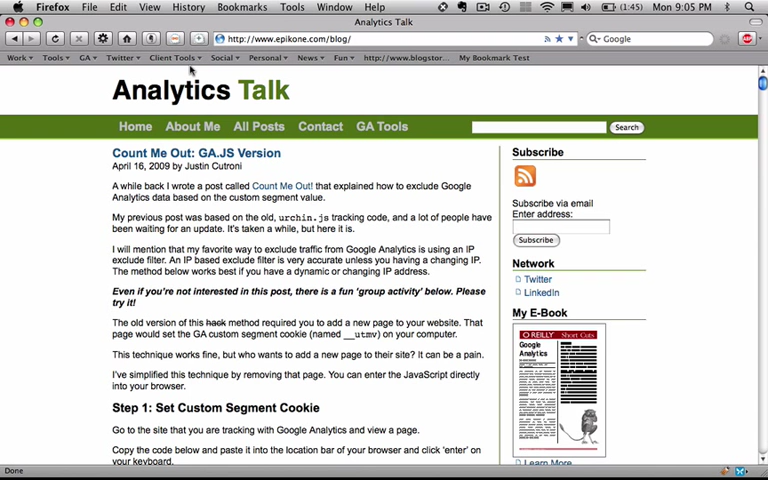 Firefox File Edit View History Bookmarks Tools Window Help (1:45) Mon 9:05 PM
Analytics Talk
http://www.epikone.com/blog/ Google ABP
Work Tools GA Twitter Client Tools Social Personal News Fun http://www.blogstor... My Bookmark Test
Analytics Talk
Home About Me All Posts Contact GA Tools Search
Count Me Out: GA.JS Version
April 16, 2009 by Justin Cutroni
A while back I wrote a post called Count Me Out! that explained how to exclude Google
Analytics data based on the custom segment value.
My previous post was based on the old, urchin.js tracking code, and a lot of people have
been waiting for an update. It's taken a while, but here it is.
I will mention that my favorite way to exclude traffic from Google Analytics is using an IP
exclude filter. An IP based exclude filter is very accurate unless you having a changing IP.
The method below works best if you have a dynamic or changing IP address.
Even if you're not interested in this post, there is a fun 'group activity' below. Please
try it!
The old version of this hack method required you to add a new page to your website. That
page would set the GA custom segment cookie (named __utmv) on your computer.
This technique works fine, but who wants to add a new page to their site? It can be a pain.
I've simplified this technique by removing that page. You can enter the JavaScript directly
into your browser.
Step 1: Set Custom Segment Cookie
Go to the site that you are tracking with Google Analytics and view a page.
Copy the code below and paste it into the location bar of your browser and click 'enter' on
your keyboard.
Subscribe
Subscribe via email
Enter address:
Subscribe
Network
Twitter
LinkedIn
My E-Book
O'REILLY Short Cuts
Google
Analytics
Learn More
Done